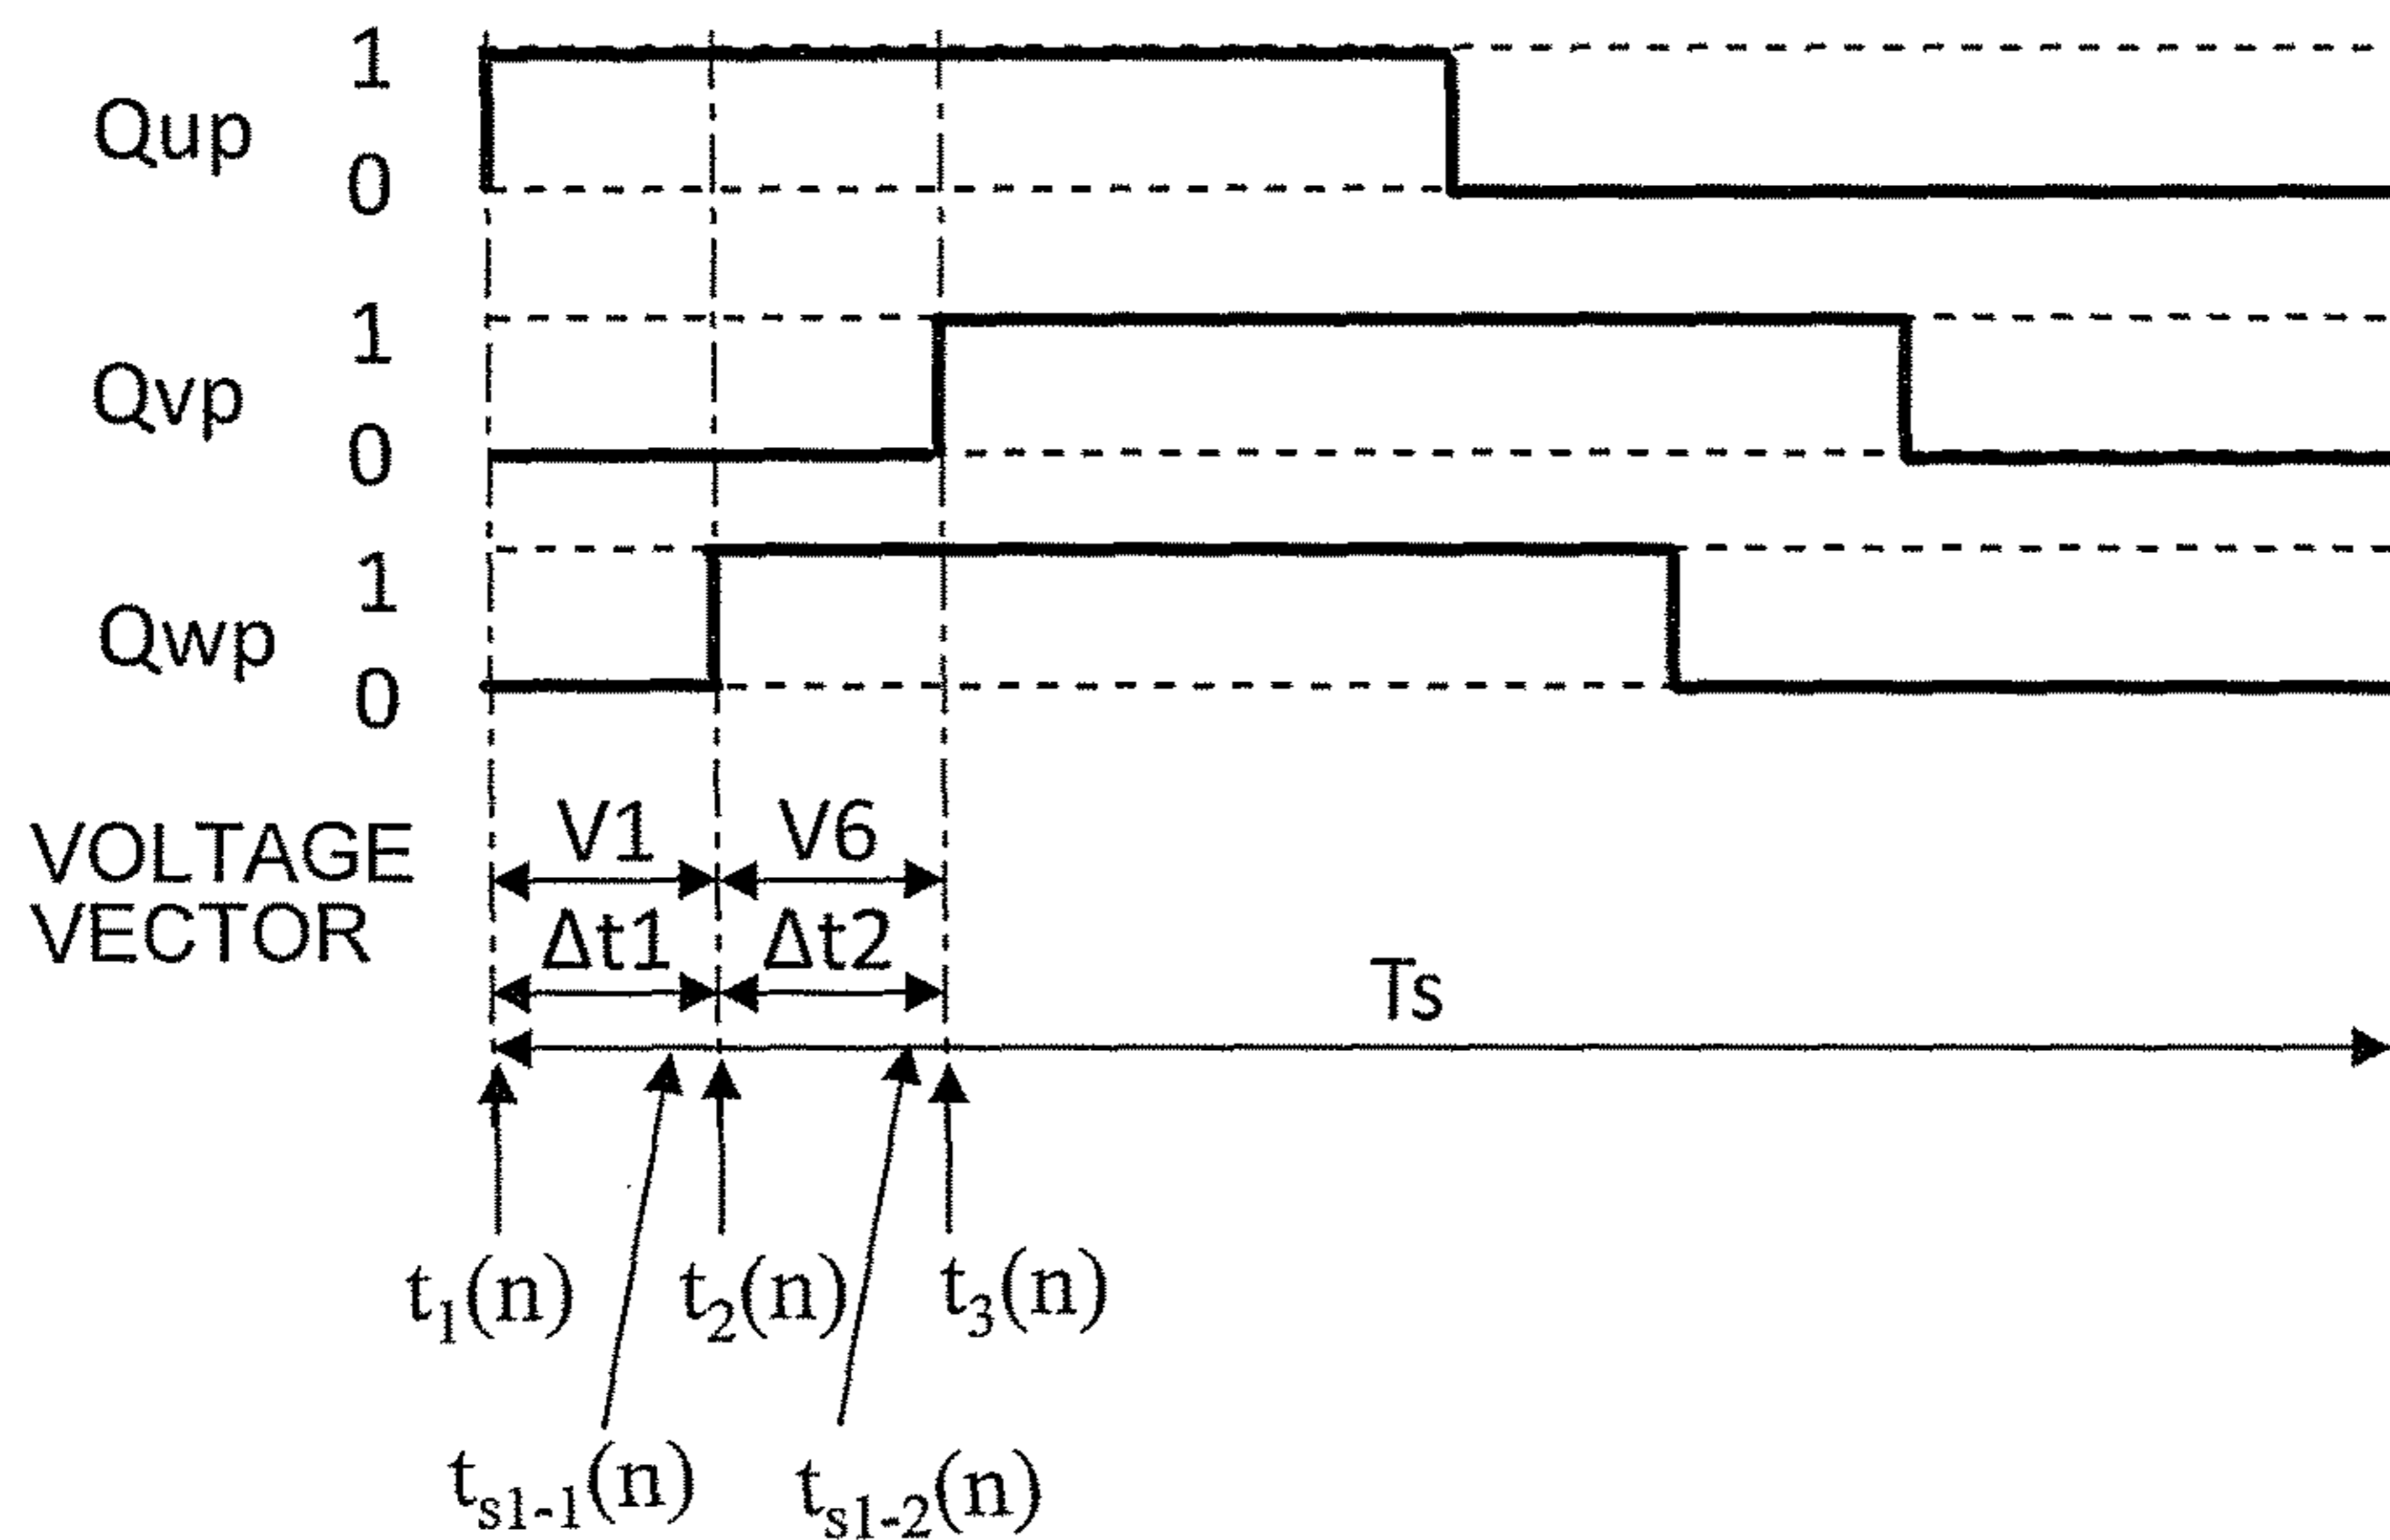 1
Qup
0
1
Qvp
0
1
Qwp
0
VOLTAGE VECTOR
V1 V6
Δt1 Δt2
Ts
t₁(n) t₂(n) t₃(n)
tₛ₁₋₁(n) tₛ₁₋₂(n)